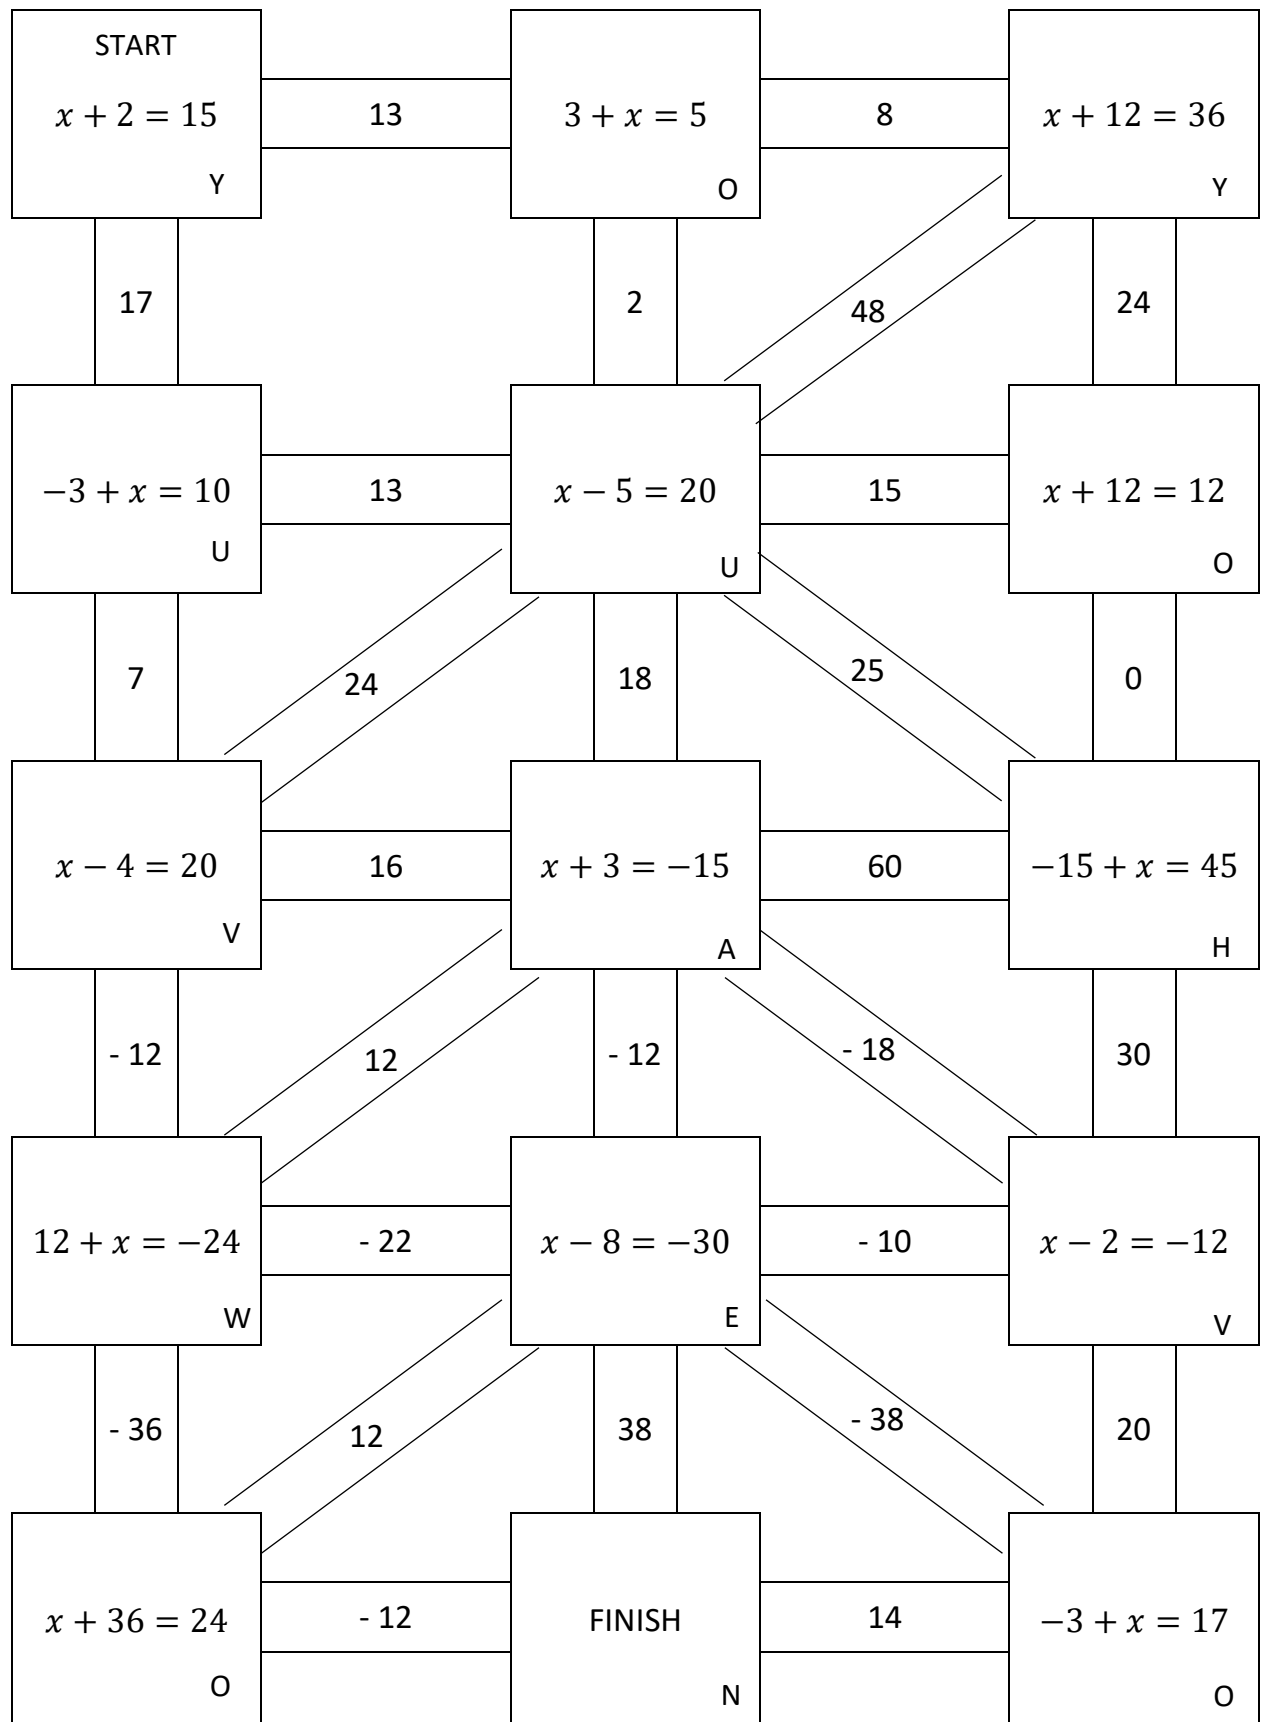 START
x + 2 = 15
Y
13
3 + x = 5
O
8
x + 12 = 36
Y
17
2
48
24
−3 + x = 10
U
13
x − 5 = 20
U
15
x + 12 = 12
O
7
24
18
25
0
x − 4 = 20
V
16
x + 3 = −15
A
60
−15 + x = 45
H
- 12
12
- 12
- 18
30
12 + x = −24
W
- 22
x − 8 = −30
E
- 10
x − 2 = −12
V
- 36
12
38
- 38
20
x + 36 = 24
O
- 12
FINISH
N
14
−3 + x = 17
O